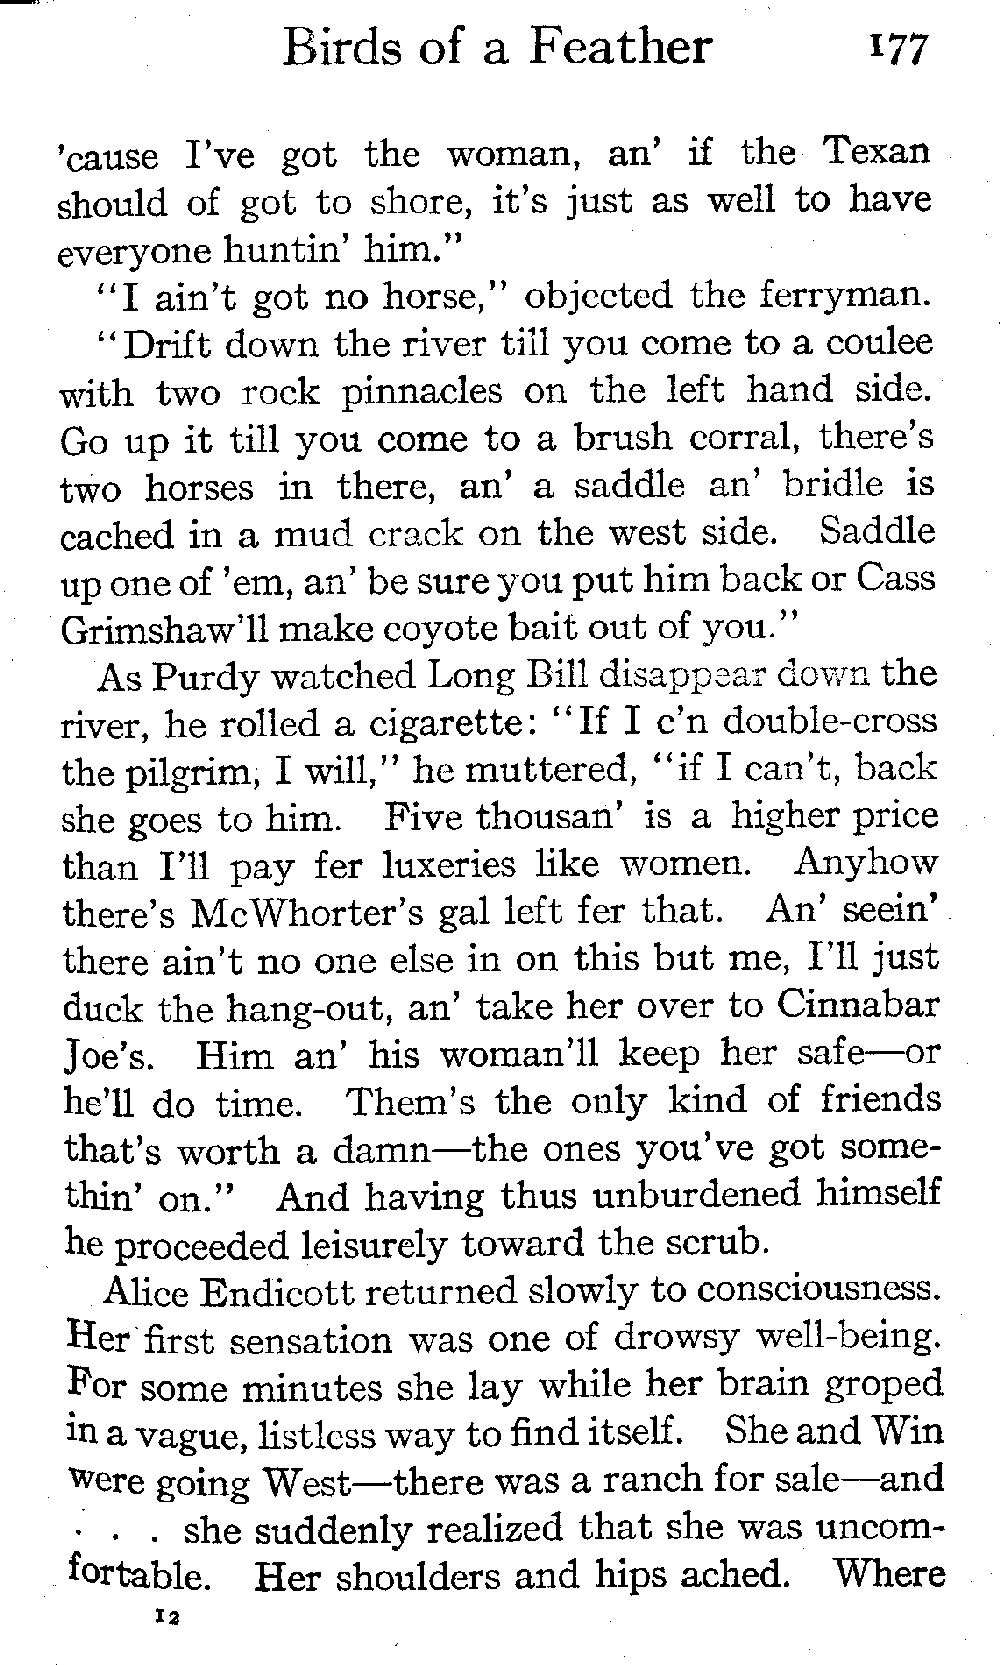 Birds of a Feather 177
'cause I've got the woman, an' if the Texan
should of got to shore, it's just as well to have
everyone huntin' him."
"I ain't got no horse," objected the ferryman.
"Drift down the river till you come to a coulee
with two rock pinnacles on the left hand side.
Go up it till you come to a brush corral, there's
two horses in there, an' a saddle an' bridle is
cached in a mud crack on the west side. Saddle
up one of 'em, an' be sure you put him back or Cass
Grimshaw'll make coyote bait out of you."
As Purdy watched Long Bill disappear down the
river, he rolled a cigarette: "If I c'n double-cross
the pilgrim, I will," he muttered, "if I can't, back
she goes to him. Five thousan' is a higher price
than I'll pay fer luxeries like women. Anyhow
there's McWhorter's gal left fer that. An' seein'
there ain't no one else in on this but me, I'll just
duck the hang-out, an' take her over to Cinnabar
Joe's. Him an' his woman'll keep her safe—or
he'll do time. Them's the only kind of friends
that's worth a damn—the ones you've got some-
thin' on." And having thus unburdened himself
he proceeded leisurely toward the scrub.
Alice Endicott returned slowly to consciousness.
Her first sensation was one of drowsy well-being.
For some minutes she lay while her brain groped
in a vague, listless way to find itself. She and Win
were going West—there was a ranch for sale—and
. . . she suddenly realized that she was uncom-
fortable. Her shoulders and hips ached. Where
12